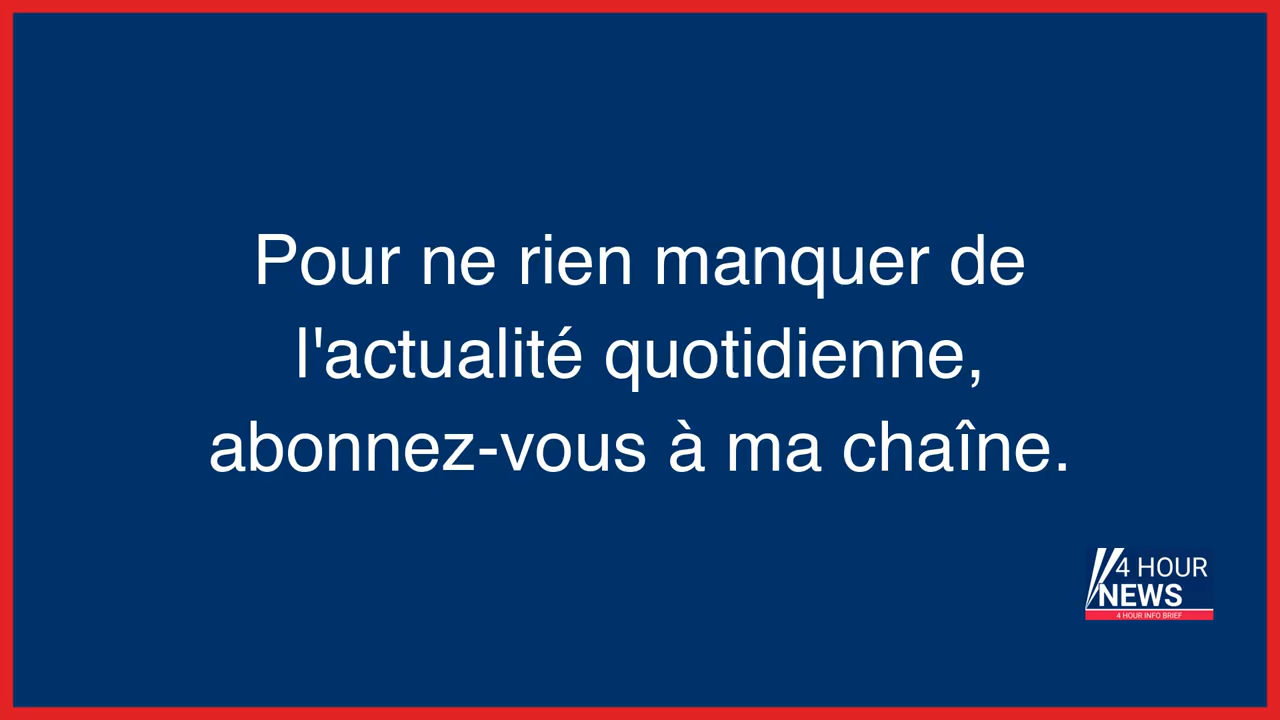 Pour ne rien manquer de
l'actualité quotidienne,
abonnez-vous à ma chaîne.
4 HOUR
NEWS
4 HOUR INFO BRIEF